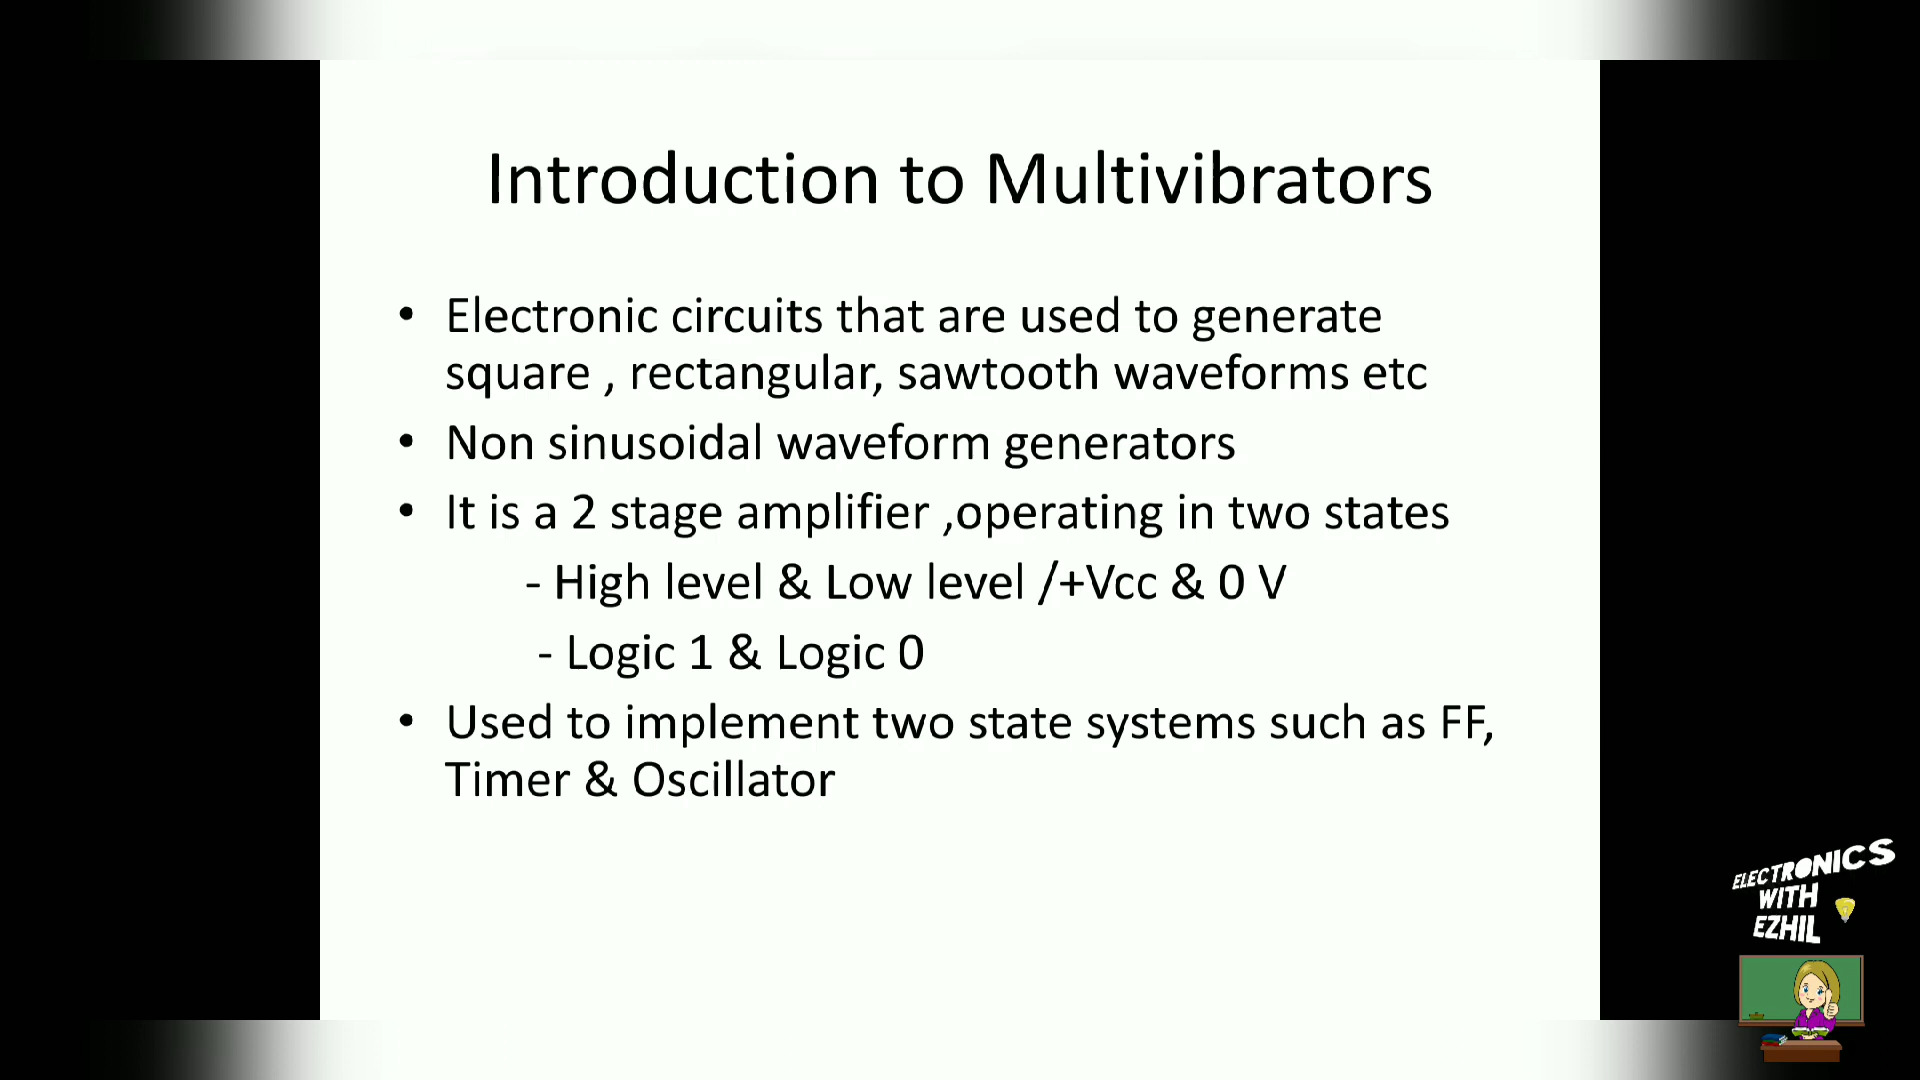 Introduction to Multivibrators
• Electronic circuits that are used to generate
square , rectangular, sawtooth waveforms etc
• Non sinusoidal waveform generators
• It is a 2 stage amplifier ,operating in two states
- High level & Low level /+Vcc & 0 V
- Logic 1 & Logic 0
• Used to implement two state systems such as FF,
Timer & Oscillator
ELECTRONICS
WITH
EZHIL